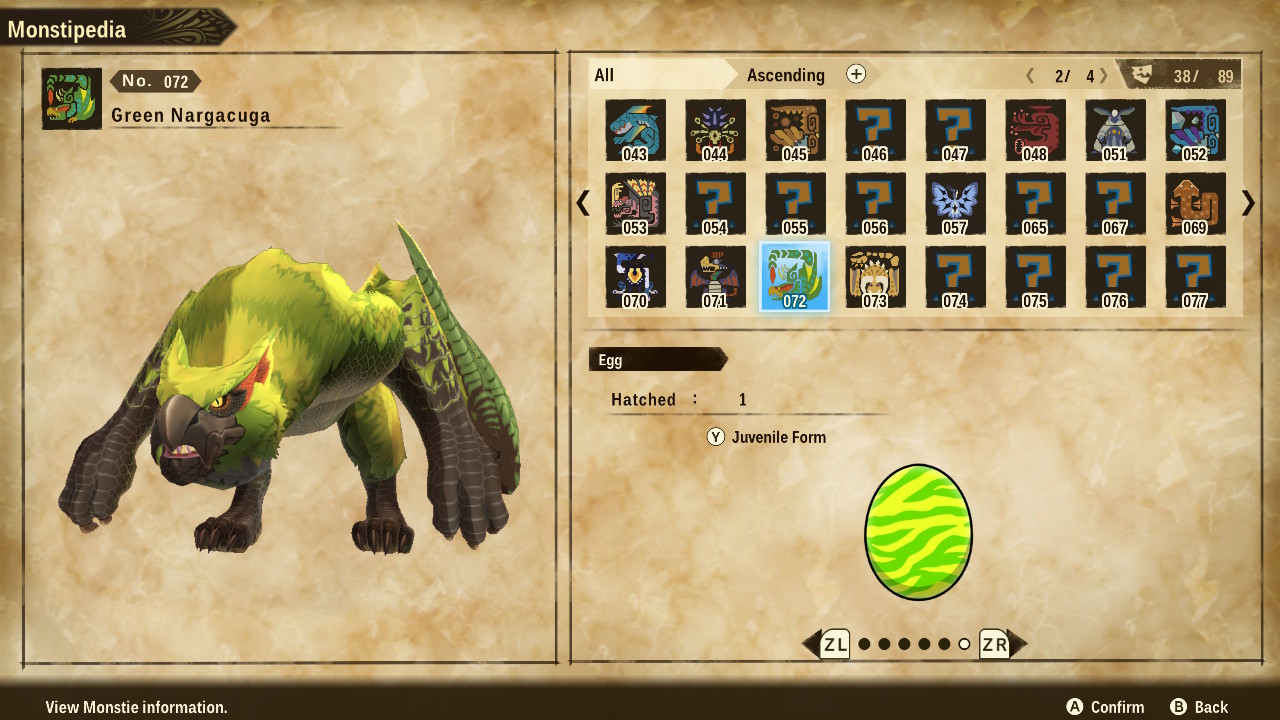 Monstipedia
No. 072
Green Nargacuga
All
Ascending
2/ 4
38/ 89
043 044 045 046 047 048 051 052
053 054 055 056 057 065 067 069
070 071 072 073 074 075 076 077
Egg
Hatched : 1
Y Juvenile Form
ZL ZR
View Monstie information.
A Confirm B Back